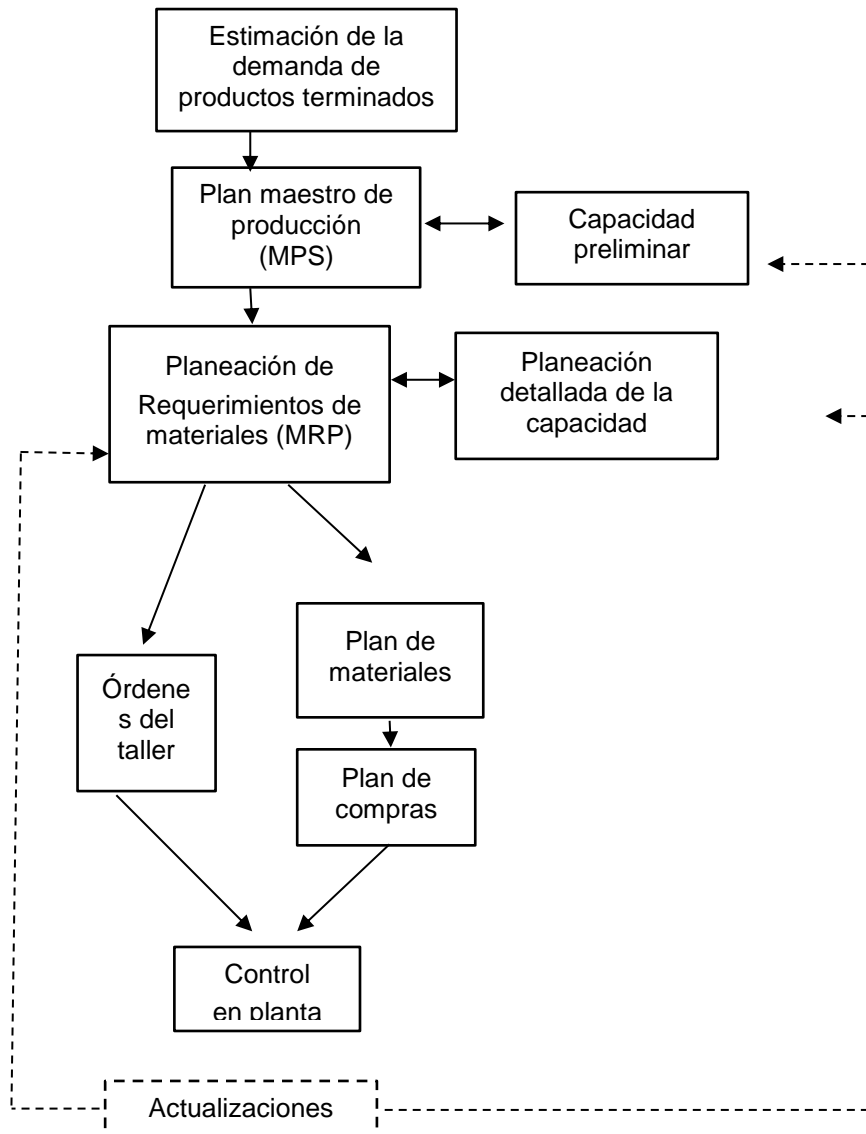 Estimación de la
demanda de
productos terminados
Plan maestro de
producción
(MPS)
Capacidad
preliminar
Planeación de
Requerimientos de
materiales (MRP)
Planeación
detallada de la
capacidad
Órdene
s del
taller
Plan de
materiales
Plan de
compras
Control
en planta
Actualizaciones